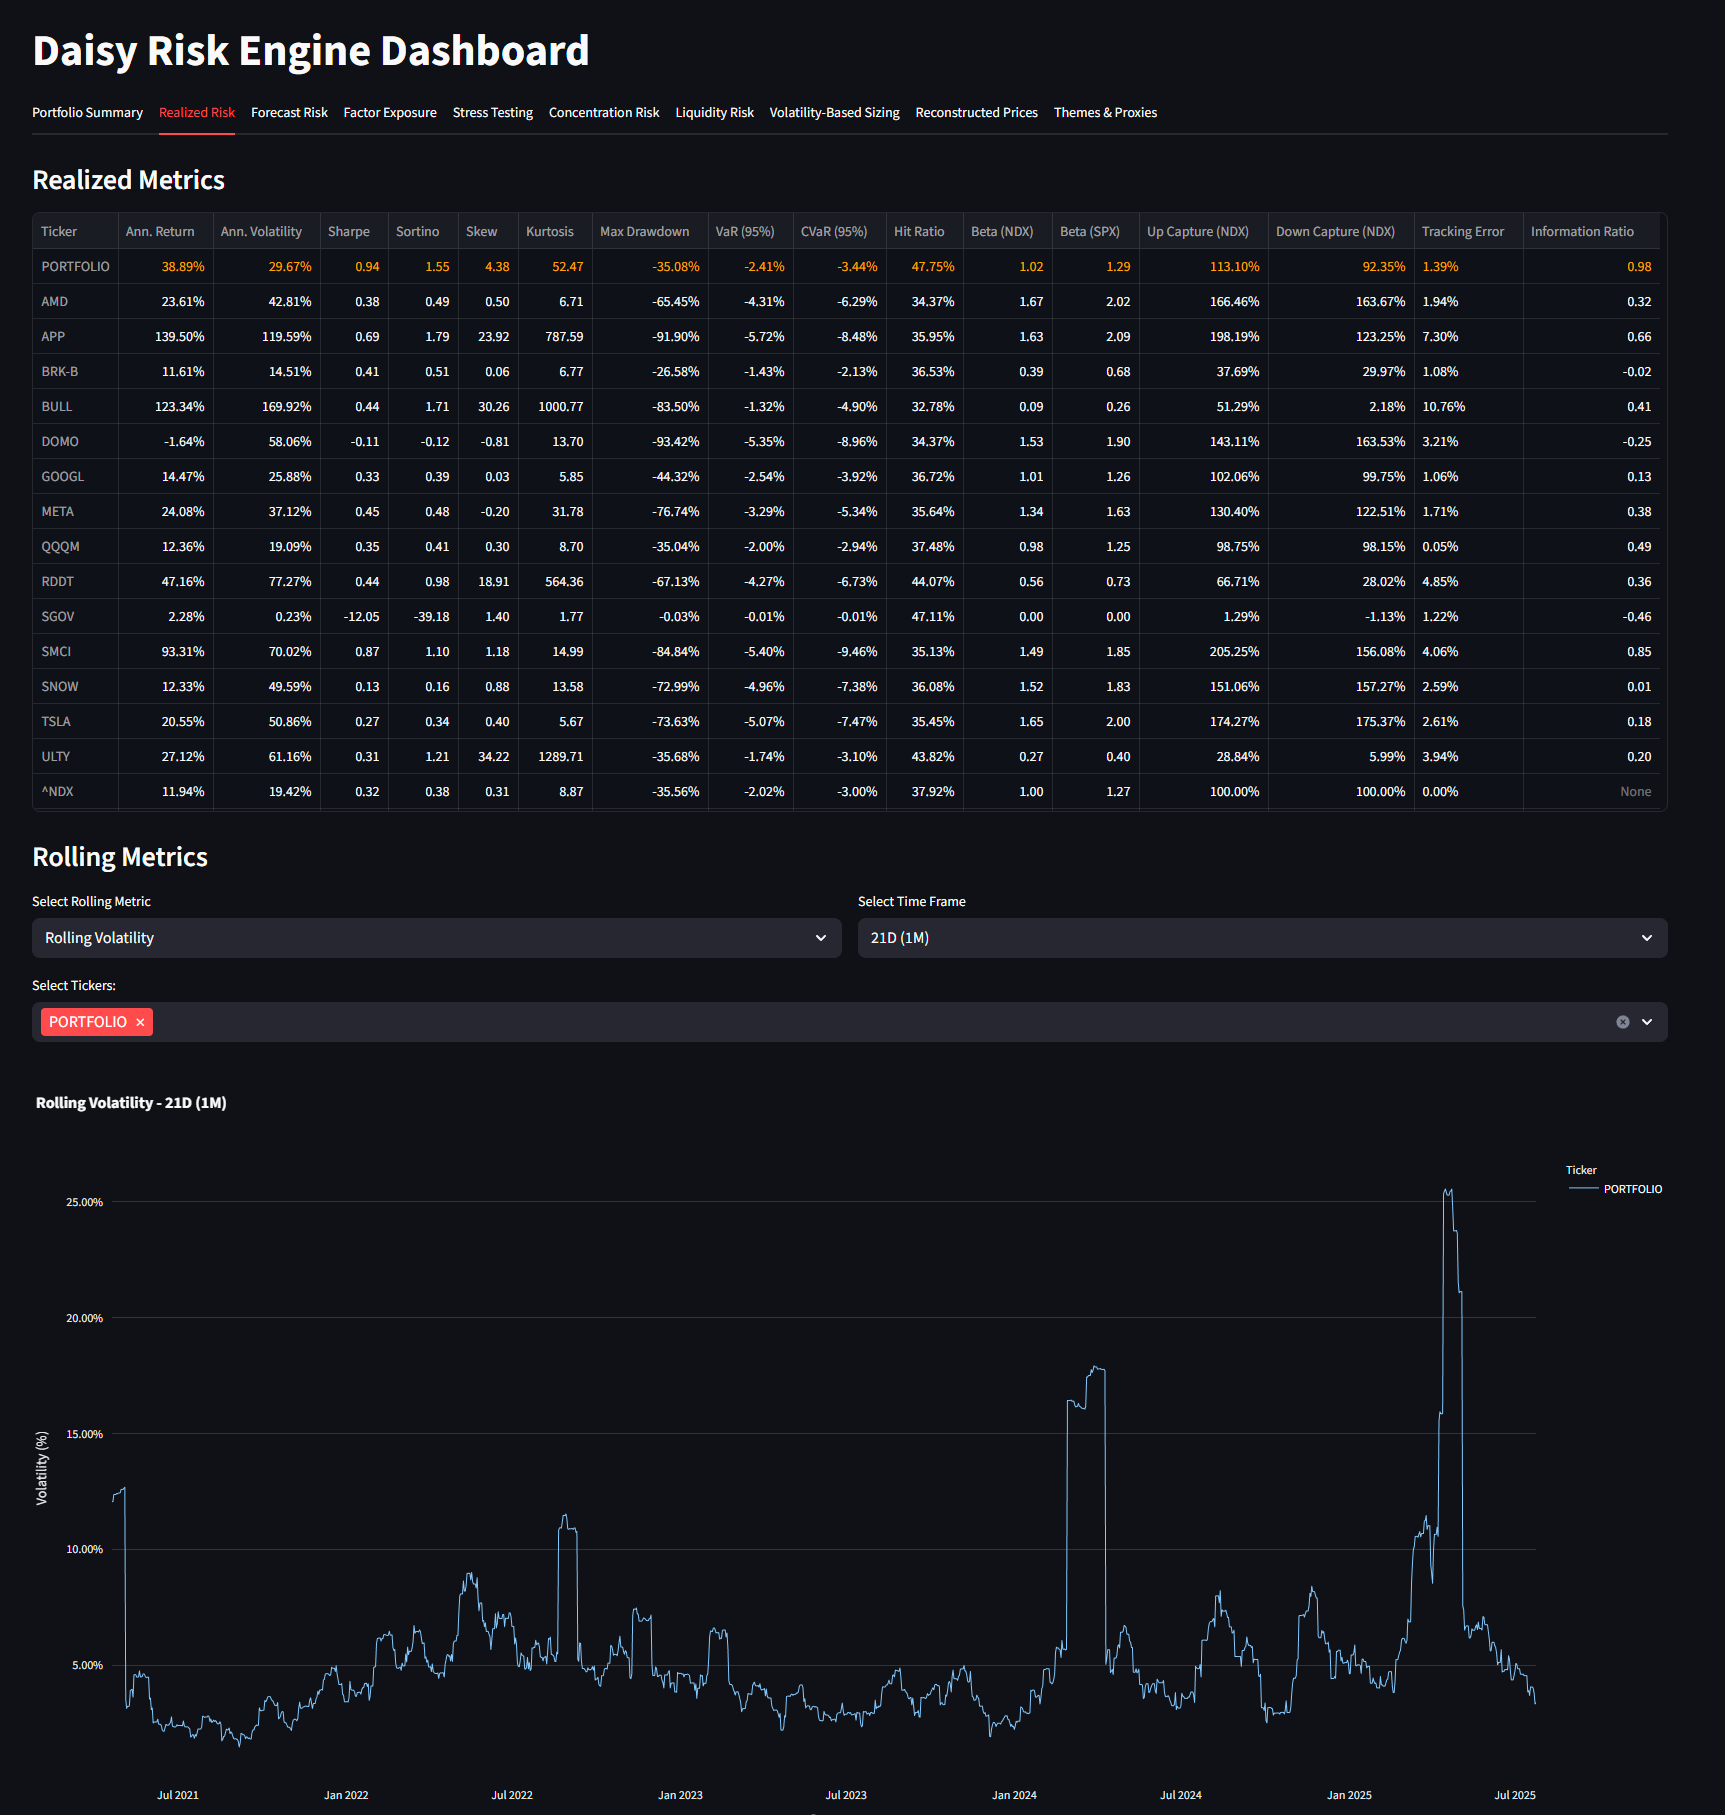 Daisy Risk Engine Dashboard
Portfolio Summary Realized Risk Forecast Risk Factor Exposure Stress Testing Concentration Risk Liquidity Risk Volatility-Based Sizing Reconstructed Prices Themes & Proxies
Realized Metrics
Ticker Ann. Return Ann. Volatility Sharpe Sortino Skew Kurtosis Max Drawdown VaR (95%) CVaR (95%) Hit Ratio Beta (NDX) Beta (SPX) Up Capture (NDX) Down Capture (NDX) Tracking Error Information Ratio
PORTFOLIO 38.89% 29.67% 0.94 1.55 4.38 52.47 -35.08% -2.41% -3.44% 47.75% 1.02 1.29 113.10% 92.35% 1.39% 0.98
AMD 23.61% 42.81% 0.38 0.49 0.50 6.71 -65.45% -4.31% -6.29% 34.37% 1.67 2.02 166.46% 163.67% 1.94% 0.32
APP 139.50% 119.59% 0.69 1.79 23.92 787.59 -91.90% -5.72% -8.48% 35.95% 1.63 2.09 198.19% 123.25% 7.30% 0.66
BRK-B 11.61% 14.51% 0.41 0.51 0.06 6.77 -26.58% -1.43% -2.13% 36.53% 0.39 0.68 37.69% 29.97% 1.08% -0.02
BULL 123.34% 169.92% 0.44 1.71 30.26 1000.77 -83.50% -1.32% -4.90% 32.78% 0.09 0.26 51.29% 2.18% 10.76% 0.41
DOMO -1.64% 58.06% -0.11 -0.12 -0.81 13.70 -93.42% -5.35% -8.96% 34.37% 1.53 1.90 143.11% 163.53% 3.21% -0.25
GOOGL 14.47% 25.88% 0.33 0.39 0.03 5.85 -44.32% -2.54% -3.92% 36.72% 1.01 1.26 102.06% 99.75% 1.06% 0.13
META 24.08% 37.12% 0.45 0.48 -0.20 31.78 -76.74% -3.29% -5.34% 35.64% 1.34 1.63 130.40% 122.51% 1.71% 0.38
QQQM 12.36% 19.09% 0.35 0.41 0.30 8.70 -35.04% -2.00% -2.94% 37.48% 0.98 1.25 98.75% 98.15% 0.05% 0.49
RDDT 47.16% 77.27% 0.44 0.98 18.91 564.36 -67.13% -4.27% -6.73% 44.07% 0.56 0.73 66.71% 28.02% 4.85% 0.36
SGOV 2.28% 0.23% -12.05 -39.18 1.40 1.77 -0.03% -0.01% -0.01% 47.11% 0.00 0.00 1.29% -1.13% 1.22% -0.46
SMCI 93.31% 70.02% 0.87 1.10 1.18 14.99 -84.84% -5.40% -9.46% 35.13% 1.49 1.85 205.25% 156.08% 4.06% 0.85
SNOW 12.33% 49.59% 0.13 0.16 0.88 13.58 -72.99% -4.96% -7.38% 36.08% 1.52 1.83 151.06% 157.27% 2.59% 0.01
TSLA 20.55% 50.86% 0.27 0.34 0.40 5.67 -73.63% -5.07% -7.47% 35.45% 1.65 2.00 174.27% 175.37% 2.61% 0.18
ULTY 27.12% 61.16% 0.31 1.21 34.22 1289.71 -35.68% -1.74% -3.10% 43.82% 0.27 0.40 28.84% 5.99% 3.94% 0.20
^NDX 11.94% 19.42% 0.32 0.38 0.31 8.87 -35.56% -2.02% -3.00% 37.92% 1.00 1.27 100.00% 100.00% 0.00% None
Rolling Metrics
Select Rolling Metric Select Time Frame
Rolling Volatility 21D (1M)
Select Tickers:
PORTFOLIO ×
Rolling Volatility - 21D (1M)
Ticker
PORTFOLIO
25.00%
20.00%
15.00%
10.00%
5.00%
Volatility (%)
Jul 2021 Jan 2022 Jul 2022 Jan 2023 Jul 2023 Jan 2024 Jul 2024 Jan 2025 Jul 2025